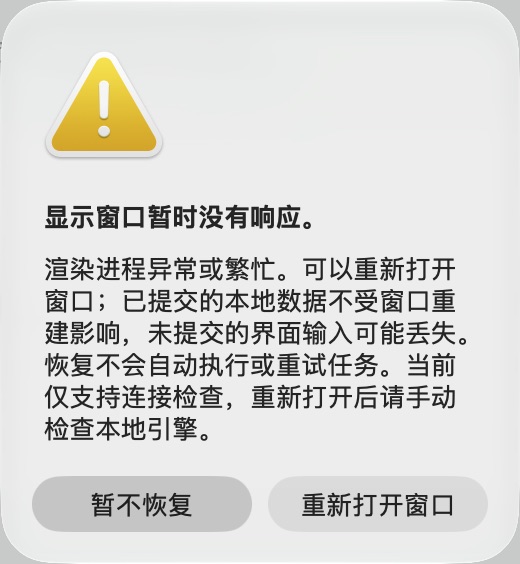 显示窗口暂时没有响应。
渲染进程异常或繁忙。可以重新打开
窗口；已提交的本地数据不受窗口重
建影响，未提交的界面输入可能丢失。
恢复不会自动执行或重试任务。当前
仅支持连接检查，重新打开后请手动
检查本地引擎。
暂不恢复
重新打开窗口